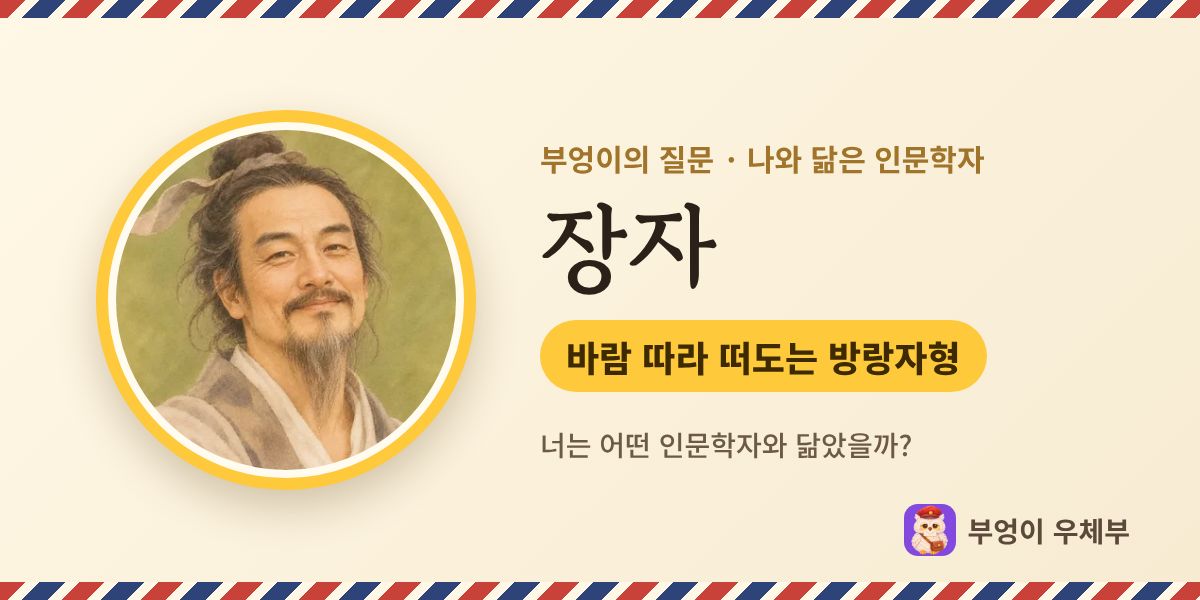 부엉이의 질문 · 나와 닮은 인문학자
장자
바람 따라 떠도는 방랑자형
너는 어떤 인문학자와 닮았을까?
부엉이 우체부